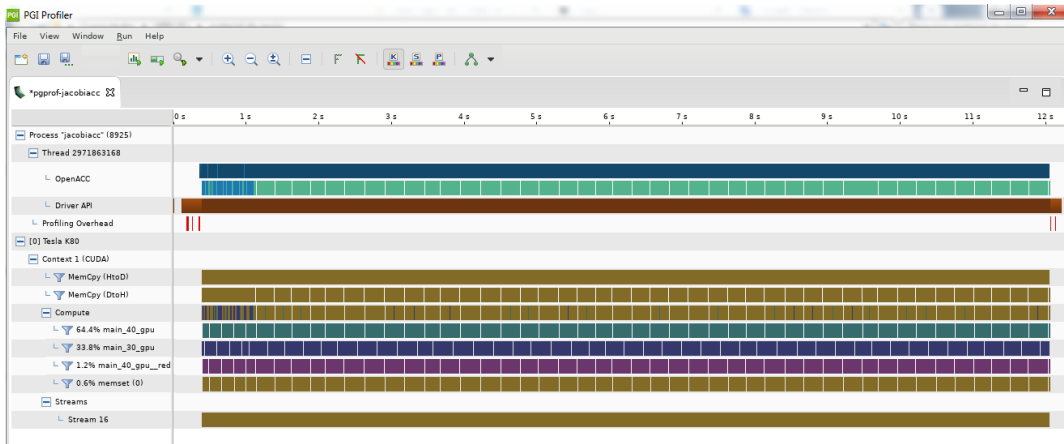 PGI PGI Profiler
File View Window Run Help
F K S P
*pgprof-jacobiacc
0 s 1 s 2 s 3 s 4 s 5 s 6 s 7 s 8 s 9 s 10 s 11 s 12 s
Process "jacobiacc" (8925)
Thread 2971863168
OpenACC
Driver API
Profiling Overhead
[0] Tesla K80
Context 1 (CUDA)
MemCpy (HtoD)
MemCpy (DtoH)
Compute
64.4% main_40_gpu
33.8% main_30_gpu
1.2% main_40_gpu__red
0.6% memset (0)
Streams
Stream 16